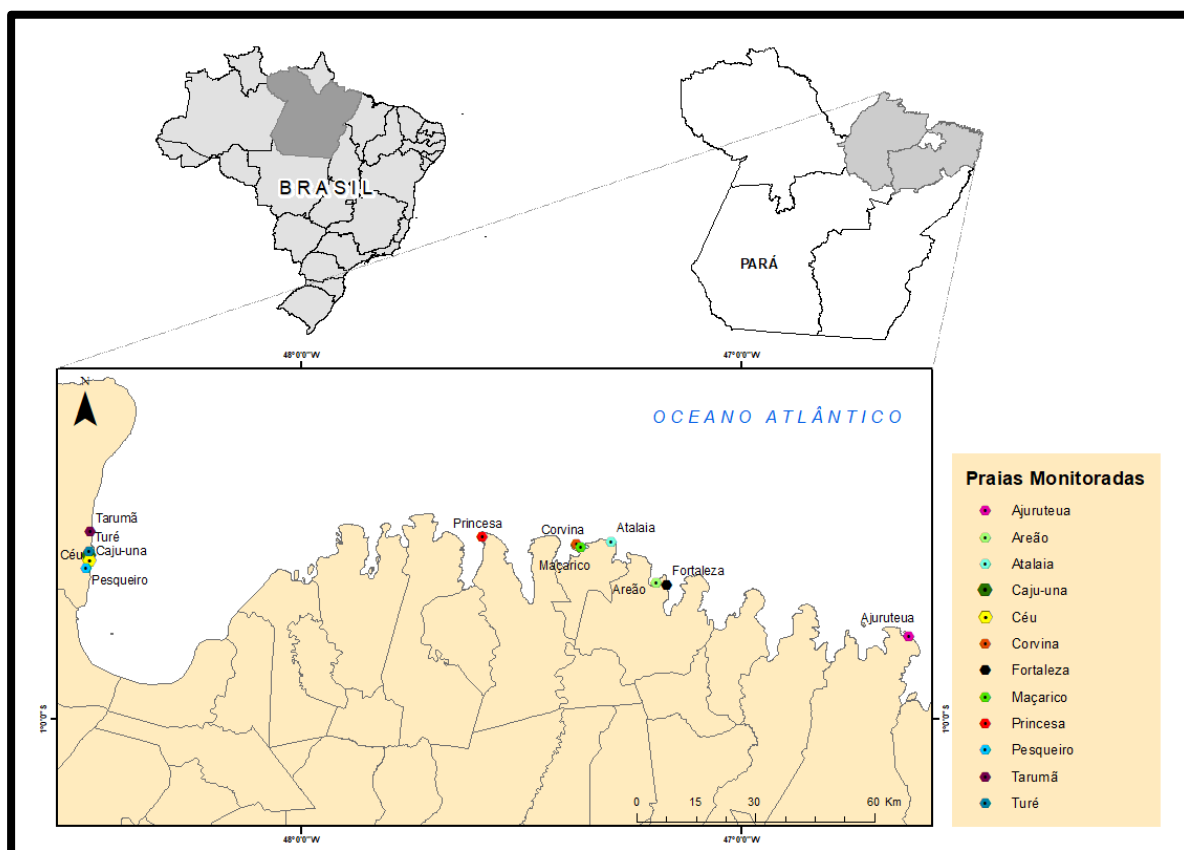 BRASIL
PARÁ
48°0'0"W
47°0'0"W
N
OCEANO ATLÂNTICO
Tarumã
Turé
Caju-una
Céu
Pesqueiro
Princesa
Corvina
Atalaia
Maçarico
Fortaleza
Areão
Ajuruteua
1°0'0"S
1°0'0"S
0 15 30 60 Km
48°0'0"W
47°0'0"W
Praias Monitoradas
Ajuruteua
Areão
Atalaia
Caju-una
Céu
Corvina
Fortaleza
Maçarico
Princesa
Pesqueiro
Tarumã
Turé